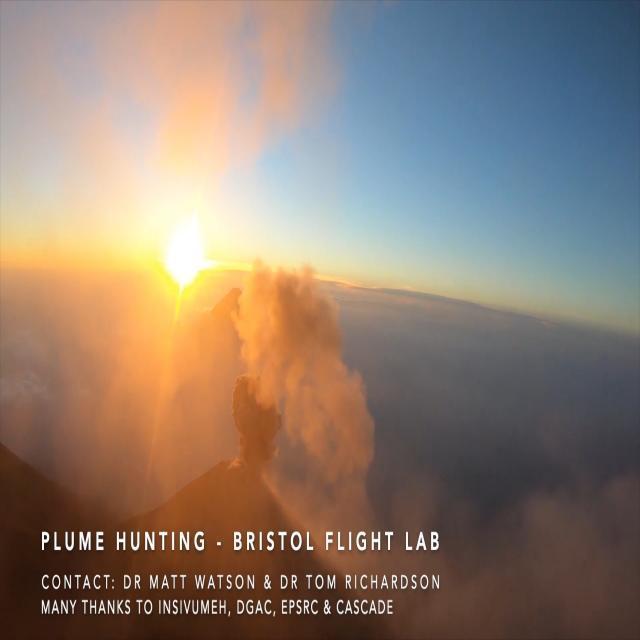 PLUME HUNTING - BRISTOL FLIGHT LAB
CONTACT: DR MATT WATSON & DR TOM RICHARDSON
MANY THANKS TO INSIVUMEH, DGAC, EPSRC & CASCADE